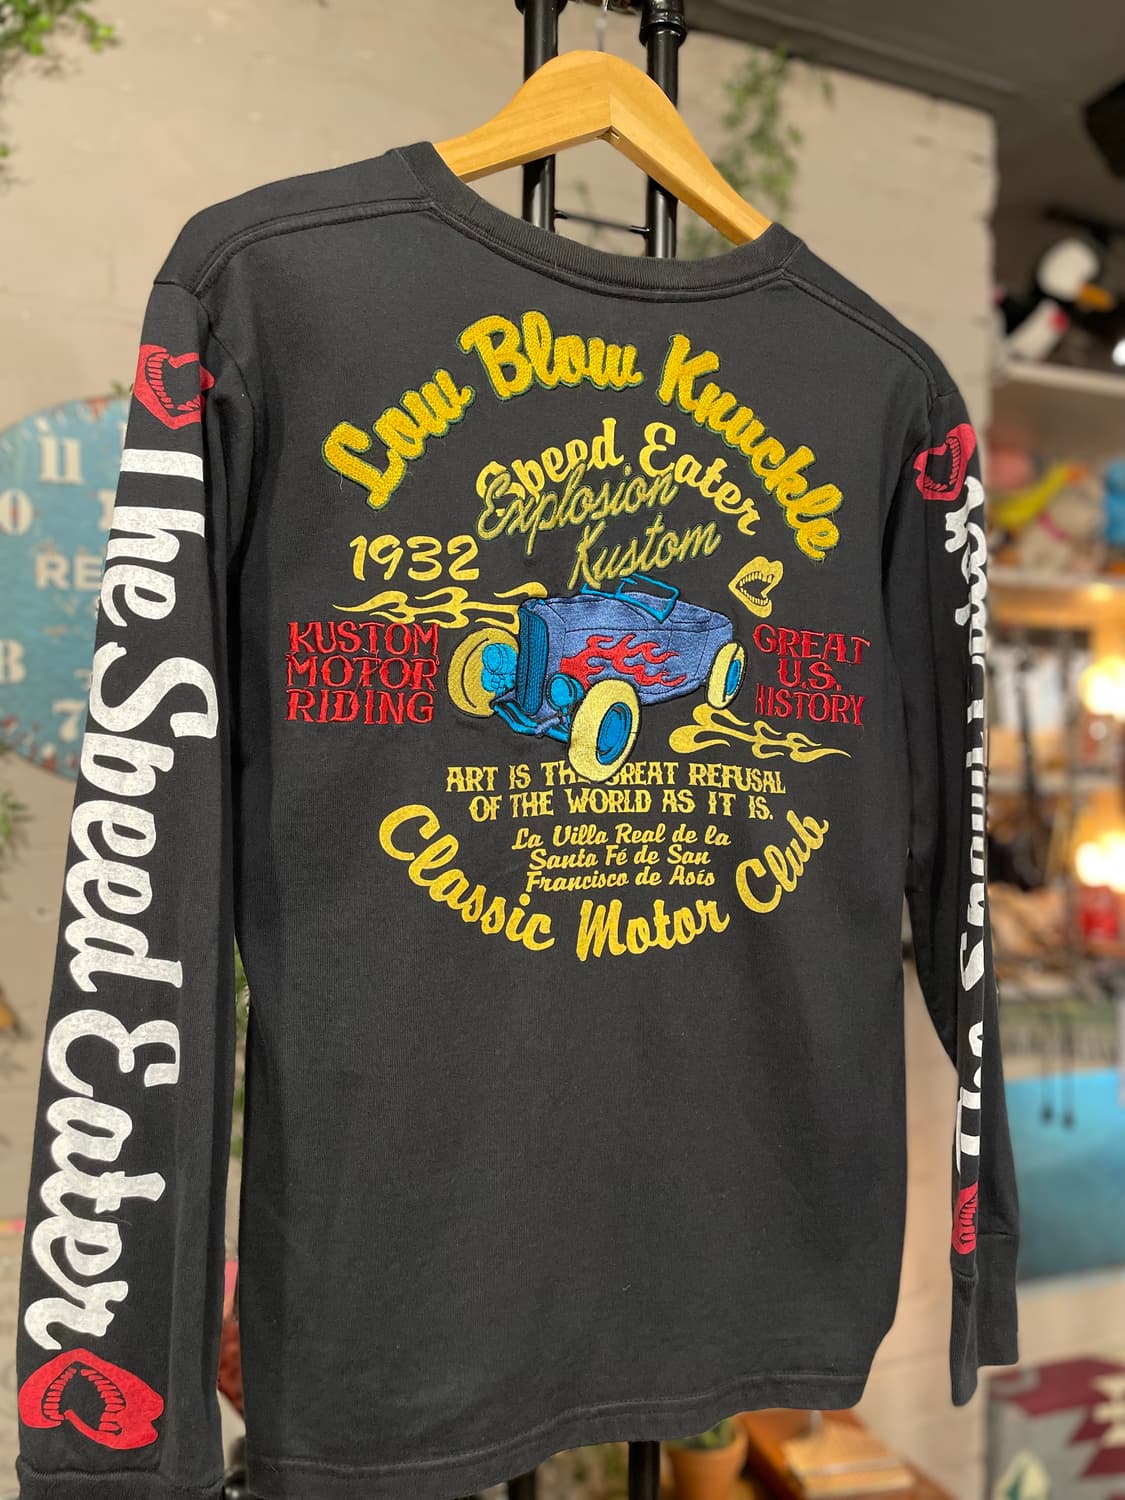 Low Blow Knuckle
Speed Eater
Explosion
Kustom
1932
KUSTOM
MOTOR
RIDING
GREAT
U.S.
HISTORY
ART IS THE GREAT REFUSAL
OF THE WORLD AS IT IS.
La Villa Real de la
Santa Fé de San
Francisco de Asís
Classic Motor Club
The Speed Eater
11